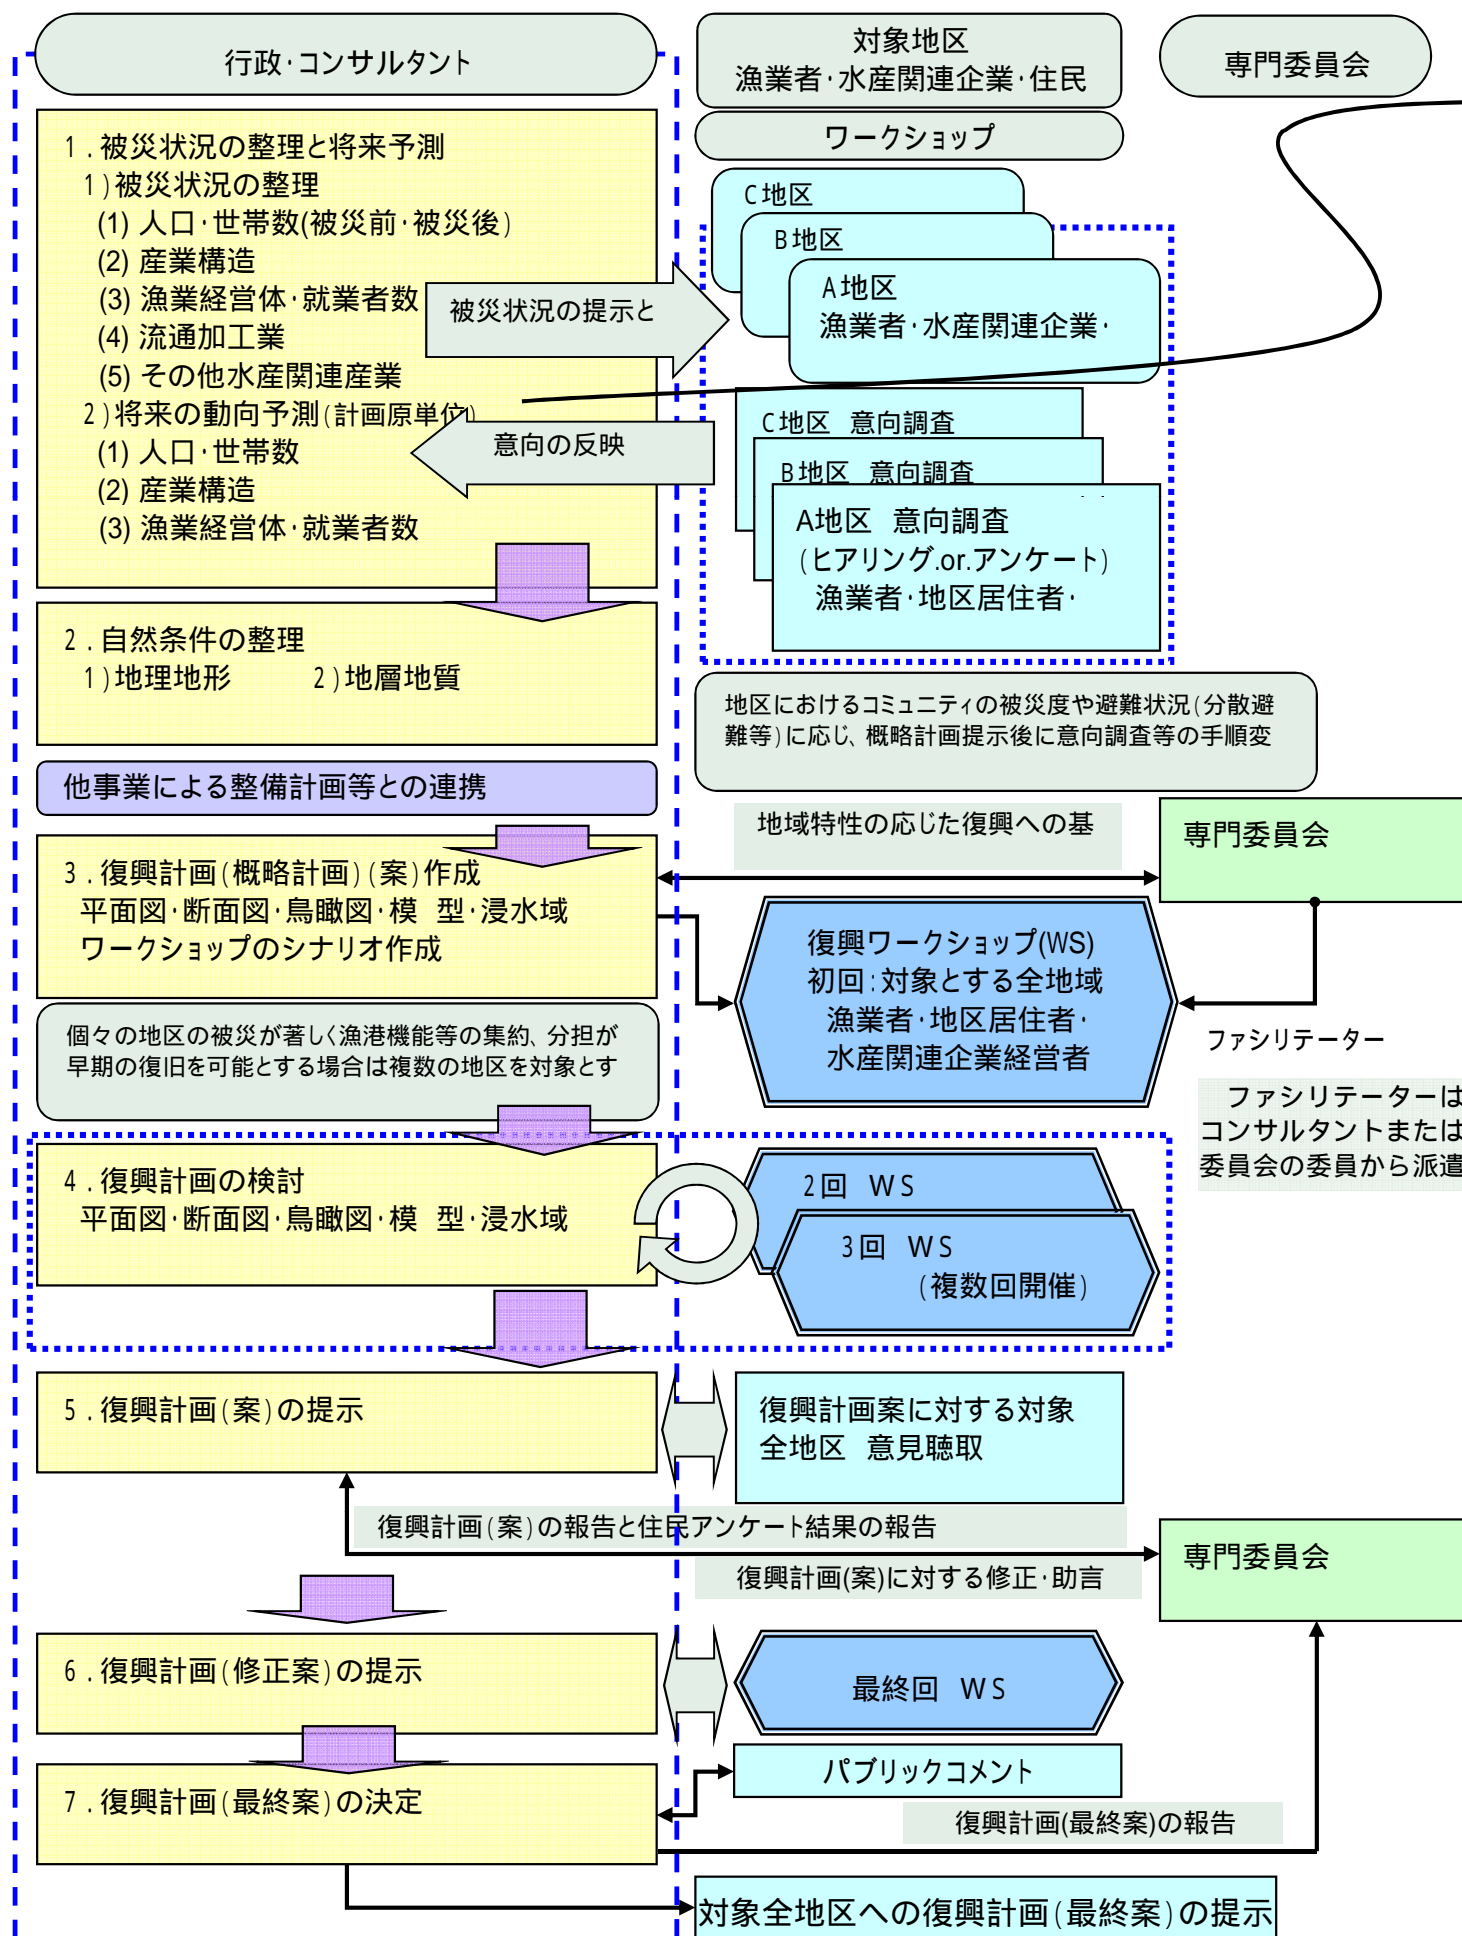 行政・コンサルタント
対象地区
漁業者・水産関連企業・住民
専門委員会
ワークショップ
1．被災状況の整理と将来予測
1)被災状況の整理
(1) 人口・世帯数(被災前・被災後)
(2) 産業構造
(3) 漁業経営体・就業者数
(4) 流通加工業
(5) その他水産関連産業
2)将来の動向予測(計画原単位)
(1) 人口・世帯数
(2) 産業構造
(3) 漁業経営体・就業者数
被災状況の提示と
意向の反映
C地区
B地区
A地区
漁業者・水産関連企業・
C地区 意向調査
B地区 意向調査
A地区 意向調査
(ヒアリング.or.アンケート)
漁業者・地区居住者・
2．自然条件の整理
1)地理地形 2)地層地質
地区におけるコミュニティの被災度や避難状況(分散避
難等)に応じ、概略計画提示後に意向調査等の手順変
他事業による整備計画等との連携
地域特性の応じた復興への基
専門委員会
3．復興計画(概略計画)(案)作成
平面図・断面図・鳥瞰図・模 型・浸水域
ワークショップのシナリオ作成
復興ワークショップ(WS)
初回:対象とする全地域
漁業者・地区居住者・
水産関連企業経営者
ファシリテーター
ファシリテーターは
コンサルタントまたは
委員会の委員から派遣
個々の地区の被災が著しく漁港機能等の集約、分担が
早期の復旧を可能とする場合は複数の地区を対象とす
4．復興計画の検討
平面図・断面図・鳥瞰図・模 型・浸水域
2回 WS
3回 WS
(複数回開催)
5．復興計画(案)の提示
復興計画案に対する対象
全地区 意見聴取
復興計画(案)の報告と住民アンケート結果の報告
復興計画(案)に対する修正・助言
専門委員会
6．復興計画(修正案)の提示
最終回 WS
パブリックコメント
7．復興計画(最終案)の決定
復興計画(最終案)の報告
対象全地区への復興計画(最終案)の提示